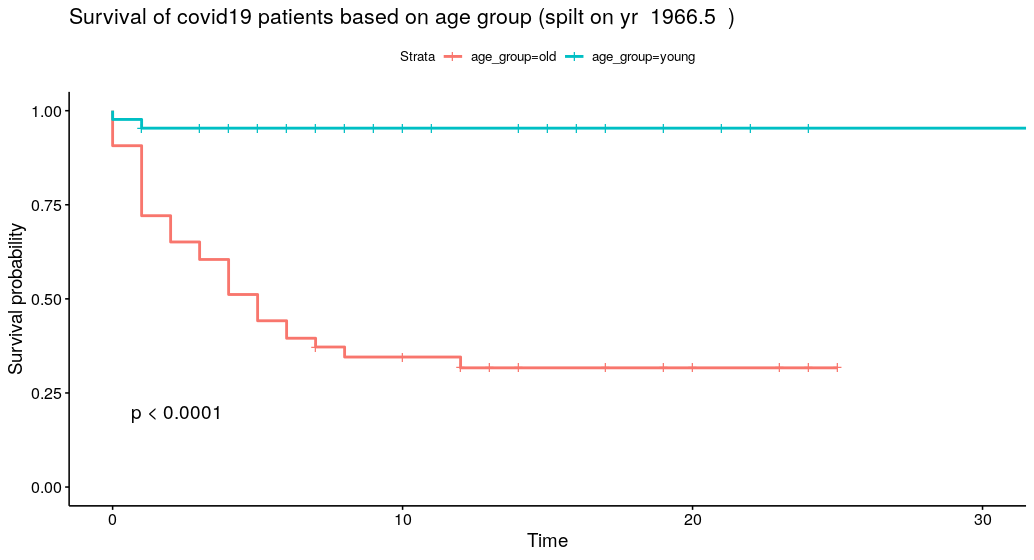 Survival of covid19 patients based on age group (spilt on yr  1966.5  )
Strata age_group=old age_group=young
1.00
0.75
0.50
0.25
0.00
Survival probability
p < 0.0001
0 10 20 30
Time